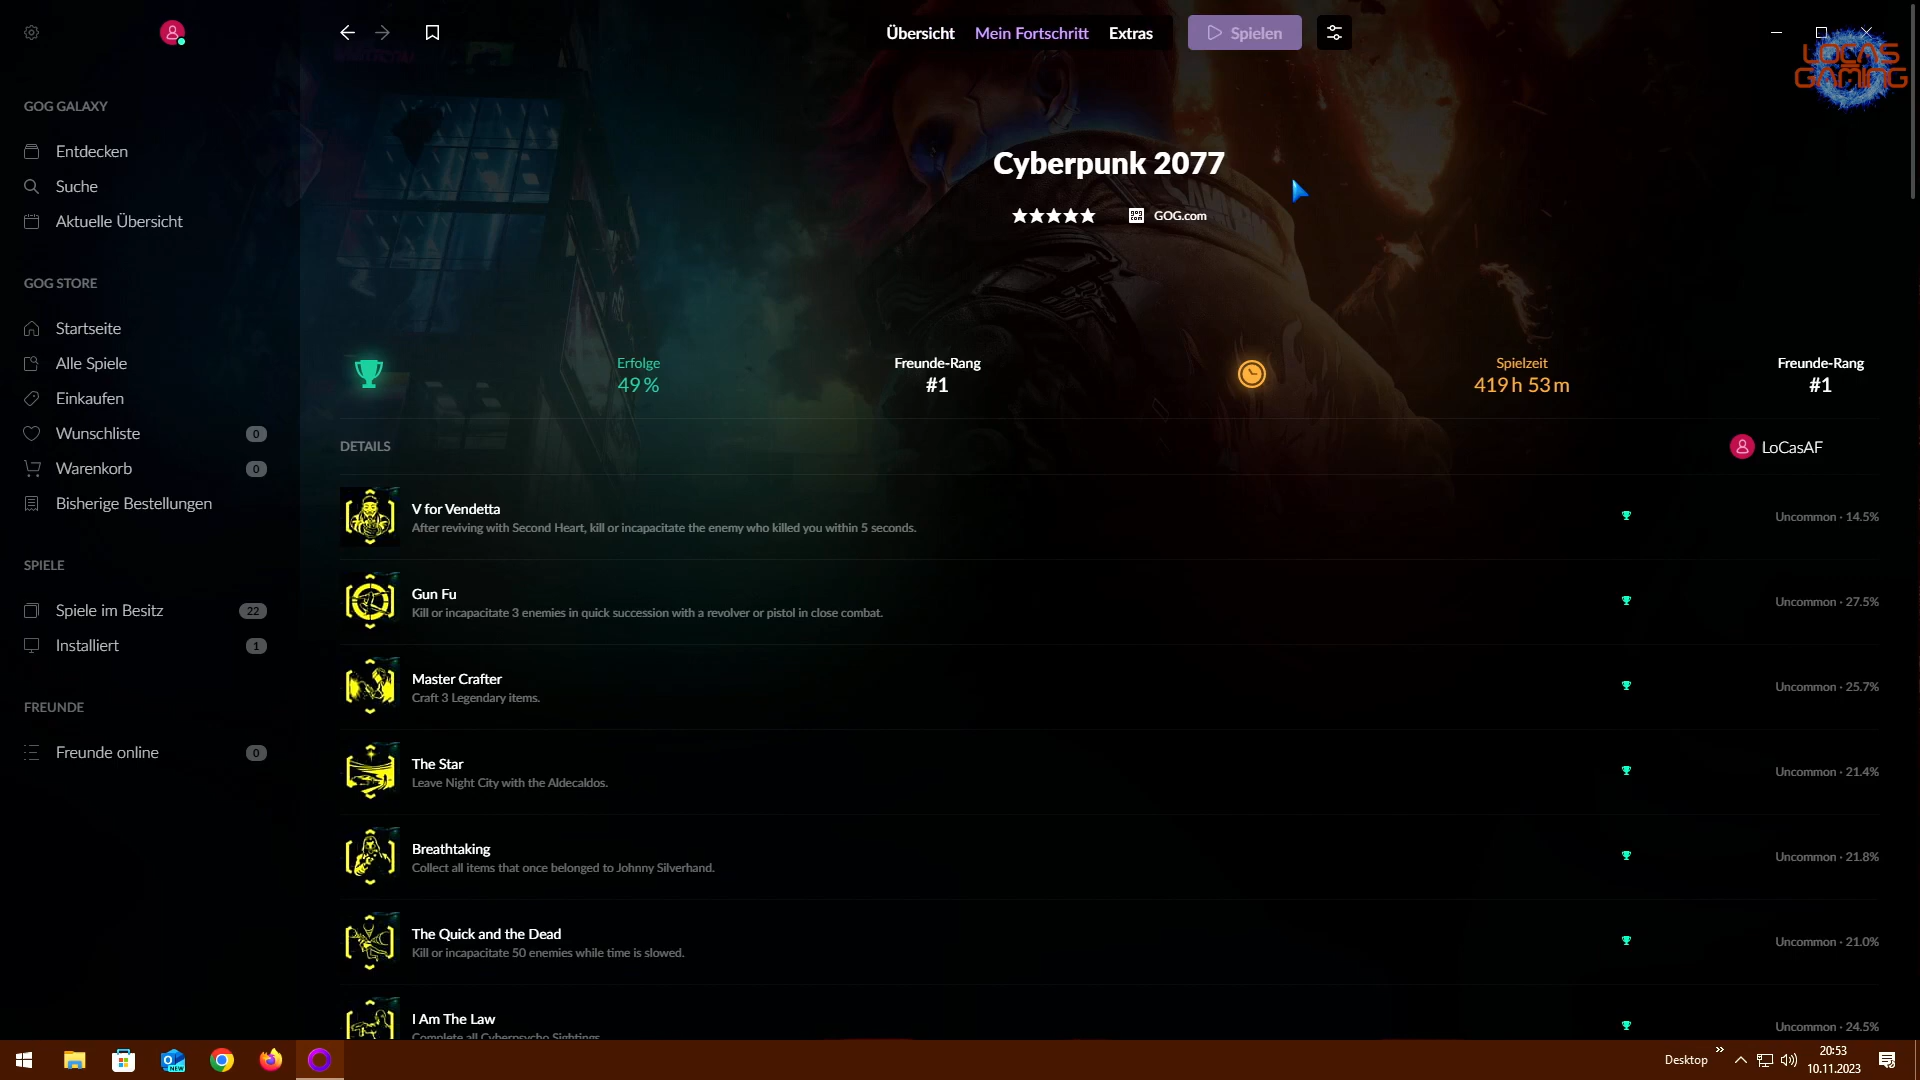 Übersicht
Mein Fortschritt
Extras
Spielen
LOCAS
GAMING
GOG GALAXY
Entdecken
Suche
Aktuelle Übersicht
GOG STORE
Startseite
Alle Spiele
Einkaufen
Wunschliste 0
Warenkorb 0
Bisherige Bestellungen
SPIELE
Spiele im Besitz 22
Installiert 1
FREUNDE
Freunde online 0
Cyberpunk 2077
GOG.com
Erfolge
49 %
Freunde-Rang
#1
Spielzeit
419 h 53 m
Freunde-Rang
#1
DETAILS
LoCasAF
V for Vendetta
After reviving with Second Heart, kill or incapacitate the enemy who killed you within 5 seconds.
Uncommon · 14.5%
Gun Fu
Kill or incapacitate 3 enemies in quick succession with a revolver or pistol in close combat.
Uncommon · 27.5%
Master Crafter
Craft 3 Legendary items.
Uncommon · 25.7%
The Star
Leave Night City with the Aldecaldos.
Uncommon · 21.4%
Breathtaking
Collect all items that once belonged to Johnny Silverhand.
Uncommon · 21.8%
The Quick and the Dead
Kill or incapacitate 50 enemies while time is slowed.
Uncommon · 21.0%
I Am The Law
Complete all Cyberpsycho Sightings.
Uncommon · 24.5%
NEW
Desktop
20:53
10.11.2023